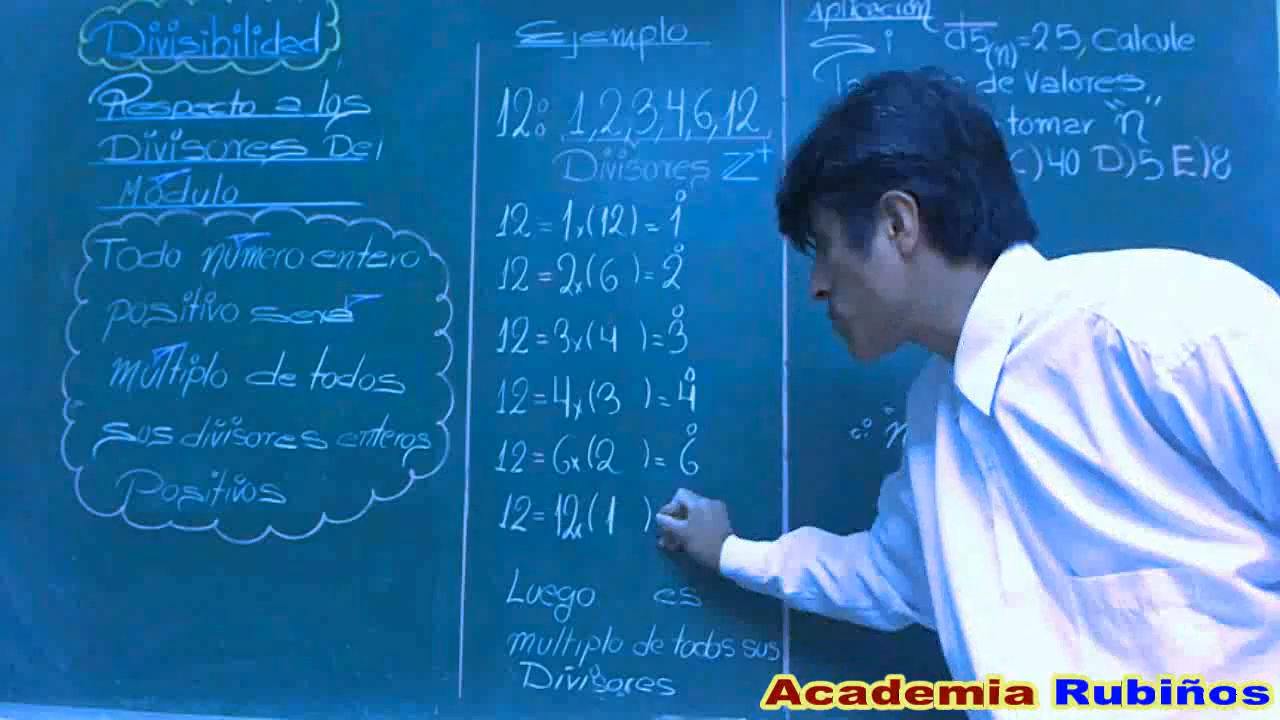 Divisibilidad
Respecto a los
Divisores Del
Módulo
Todo número entero
positivo será
múltiplo de todos
sus divisores enteros
Positivos
Ejemplo
12: 1,2,3,4,6,12
Divisores Z⁺
12=1x(12)=1̊
12=2x(6)=2̊
12=3x(4)=3̊
12=4x(3)=4̊
12=6x(2)=6̊
12=12x(1)
Luego es
multiplo de todos sus
Divisores
Aplicación
Si d5(n)=25, Calcule
de Valores
tomar "n"
C)40 D)5 E)8
Academia Rubiños